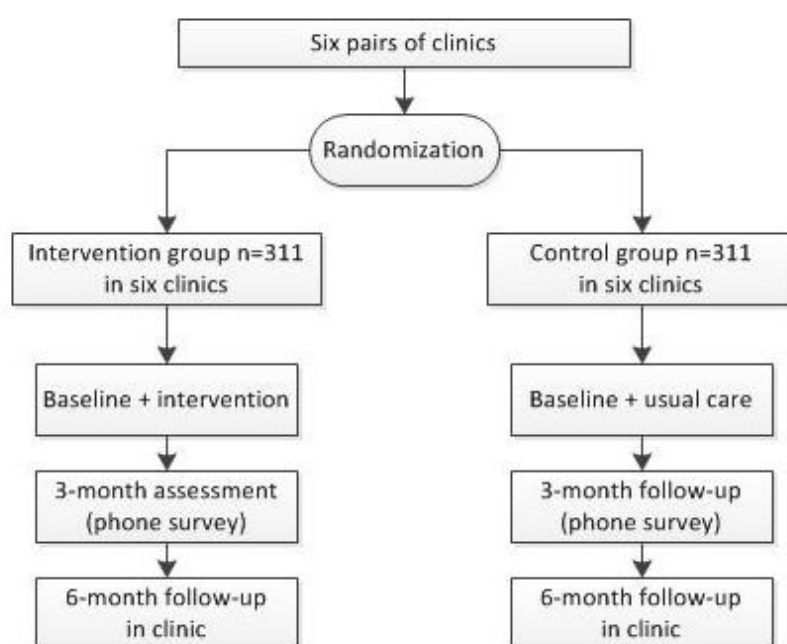 Six pairs of clinics
Randomization
Intervention group n=311
in six clinics
Control group n=311
in six clinics
Baseline + intervention
Baseline + usual care
3-month assessment
(phone survey)
3-month follow-up
(phone survey)
6-month follow-up
in clinic
6-month follow-up
in clinic